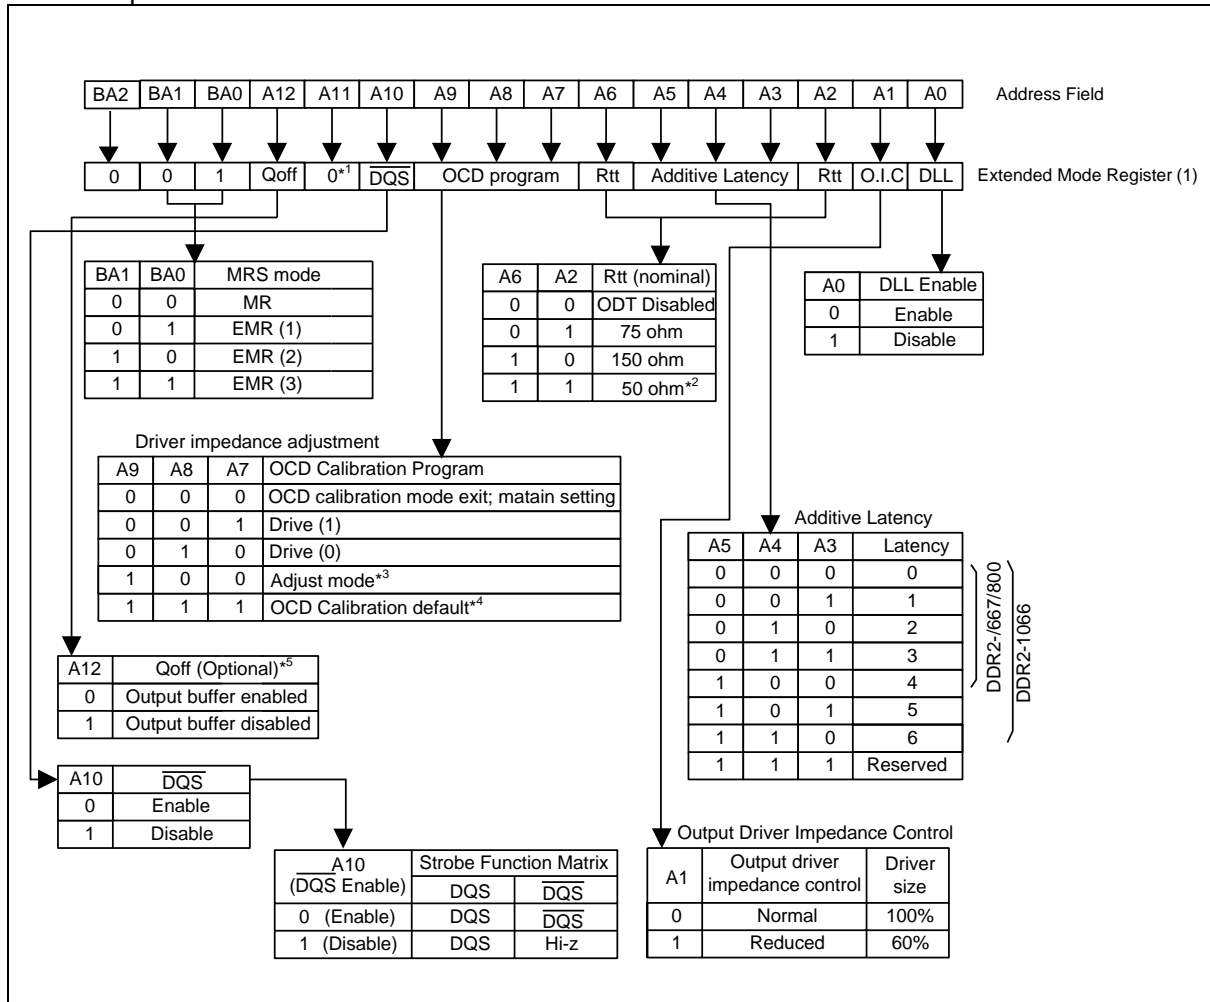 BA2 BA1 BA0 A12 A11 A10 A9 A8 A7 A6 A5 A4 A3 A2 A1 A0 Address Field
0 0 1 Qoff 0*1 DQS OCD program Rtt Additive Latency Rtt O.I.C DLL Extended Mode Register (1)
BA1 BA0 MRS mode
0 0 MR
0 1 EMR (1)
1 0 EMR (2)
1 1 EMR (3)
A6 A2 Rtt (nominal)
0 0 ODT Disabled
0 1 75 ohm
1 0 150 ohm
1 1 50 ohm*2
A0 DLL Enable
0 Enable
1 Disable
Driver impedance adjustment
A9 A8 A7 OCD Calibration Program
0 0 0 OCD calibration mode exit; matain setting
0 0 1 Drive (1)
0 1 0 Drive (0)
1 0 0 Adjust mode*3
1 1 1 OCD Calibration default*4
Additive Latency
A5 A4 A3 Latency
0 0 0 0
0 0 1 1
0 1 0 2
0 1 1 3
1 0 0 4
1 0 1 5
1 1 0 6
1 1 1 Reserved
DDR2-/667/800
DDR2-1066
A12 Qoff (Optional)*5
0 Output buffer enabled
1 Output buffer disabled
A10 DQS
0 Enable
1 Disable
A10 Strobe Function Matrix
(DQS Enable) DQS DQS
0 (Enable) DQS DQS
1 (Disable) DQS Hi-z
Output Driver Impedance Control
A1 Output driver impedance control Driver size
0 Normal 100%
1 Reduced 60%